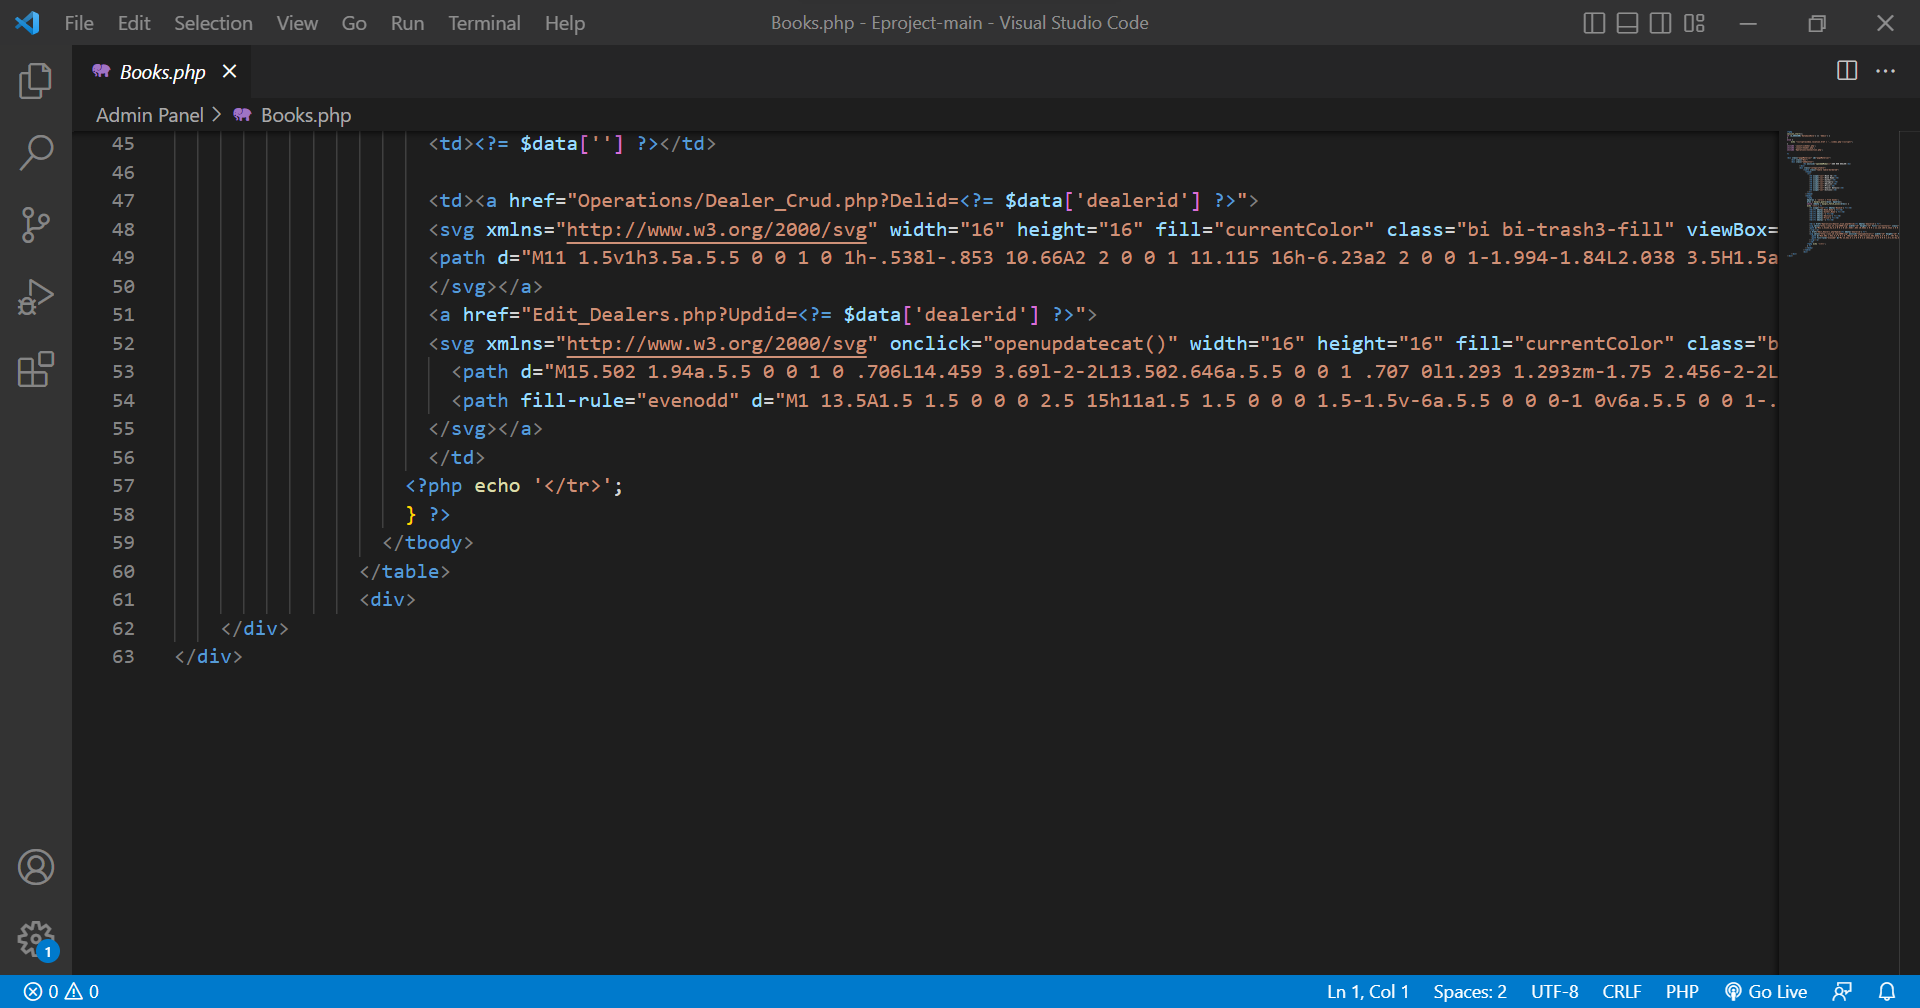 File Edit Selection View Go Run Terminal Help
Books.php - Eproject-main - Visual Studio Code
Books.php
Admin Panel > Books.php
45 <td><?= $data[''] ?></td>
46
47 <td><a href="Operations/Dealer_Crud.php?Delid=<?= $data['dealerid'] ?>">
48 <svg xmlns="http://www.w3.org/2000/svg" width="16" height="16" fill="currentColor" class="bi bi-trash3-fill" viewBox=
49 <path d="M11 1.5v1h3.5a.5.5 0 0 1 0 1h-.538l-.853 10.66A2 2 0 0 1 11.115 16h-6.23a2 2 0 0 1-1.994-1.84L2.038 3.5H1.5a
50 </svg></a>
51 <a href="Edit_Dealers.php?Updid=<?= $data['dealerid'] ?>">
52 <svg xmlns="http://www.w3.org/2000/svg" onclick="openupdatecat()" width="16" height="16" fill="currentColor" class="b
53 <path d="M15.502 1.94a.5.5 0 0 1 0 .706L14.459 3.69l-2-2L13.502.646a.5.5 0 0 1 .707 0l1.293 1.293zm-1.75 2.456-2-2L
54 <path fill-rule="evenodd" d="M1 13.5A1.5 1.5 0 0 0 2.5 15h11a1.5 1.5 0 0 0 1.5-1.5v-6a.5.5 0 0 0-1 0v6a.5.5 0 0 1-.
55 </svg></a>
56 </td>
57 <?php echo '</tr>';
58 } ?>
59 </tbody>
60 </table>
61 <div>
62 </div>
63 </div>
1
0 0
Ln 1, Col 1 Spaces: 2 UTF-8 CRLF PHP Go Live